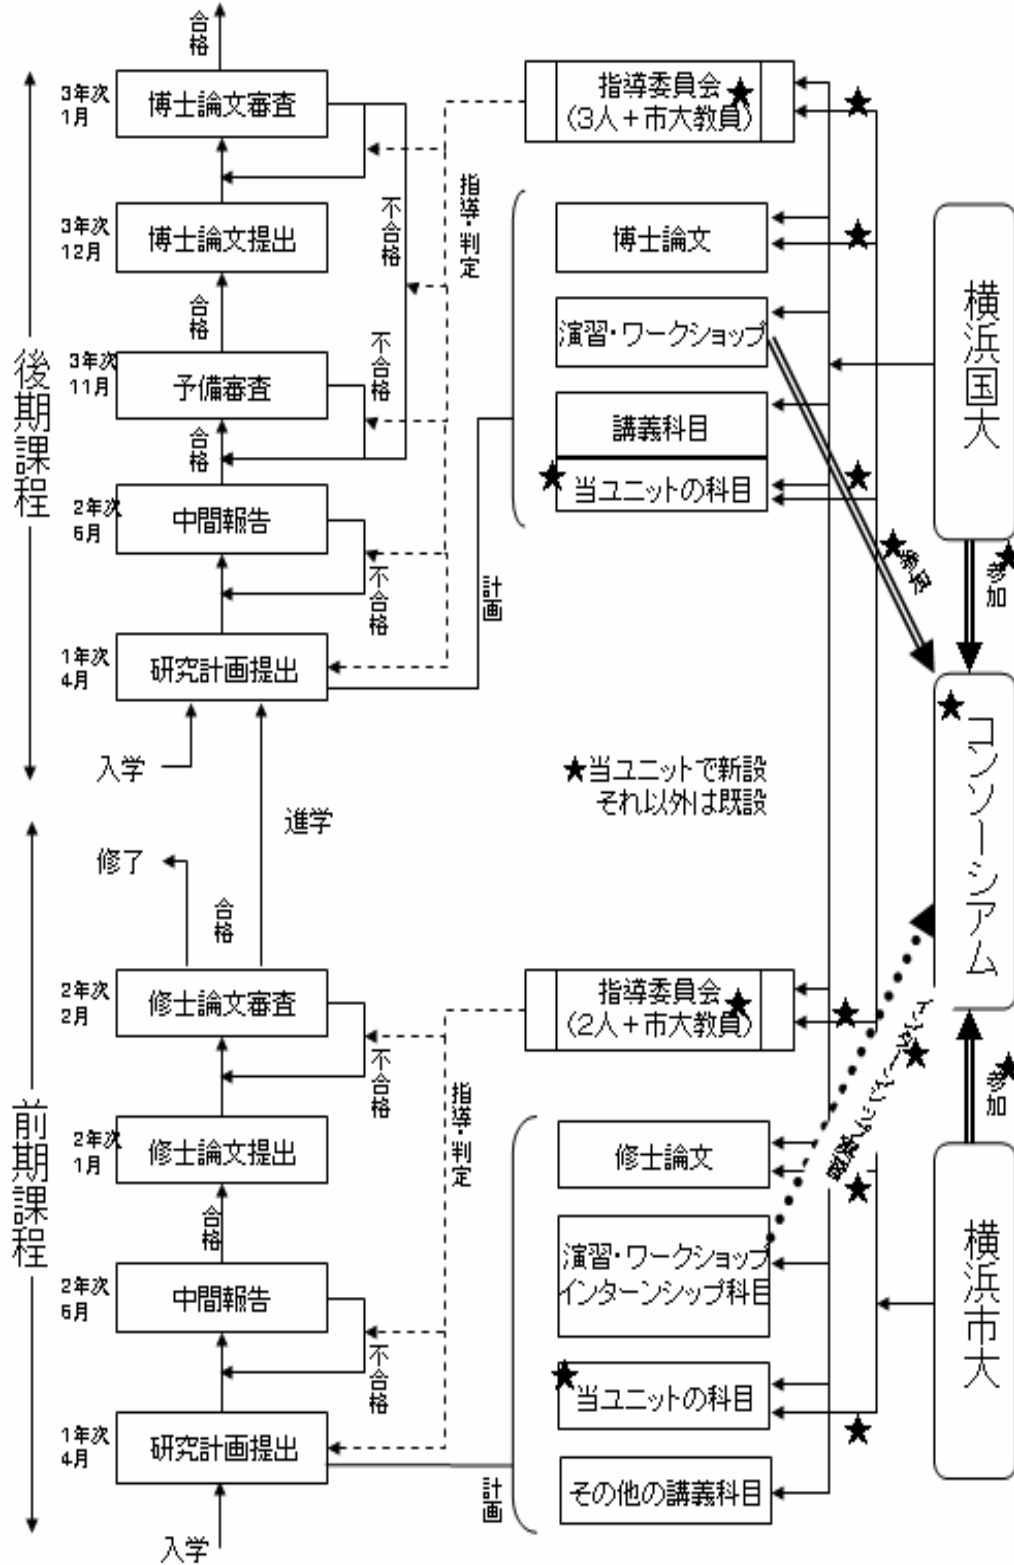 合格
後期課程
3年次
1月
博士論文審査
3年次
12月
博士論文提出
合格
3年次
11月
予備審査
合格
2年次
6月
中間報告
1年次
4月
研究計画提出
入学
進学
不合格
不合格
不合格
指導・判定
計画
指導委員会★
(3人+市大教員)
博士論文
演習・ワークショップ
講義科目
★当ユニットの科目
★
★
★
横浜国大
★
★参加
★コンソーシアム
★当ユニットで新設
それ以外は既設
前期課程
修了
合格
2年次
2月
修士論文審査
2年次
1月
修士論文提出
合格
2年次
6月
中間報告
1年次
4月
研究計画提出
入学
不合格
不合格
指導・判定
計画
指導委員会★
(2人+市大教員)
修士論文
演習・ワークショップ
インターンシップ科目
★当ユニットの科目
その他の講義科目
★
★
★
★
★参加
横浜市大